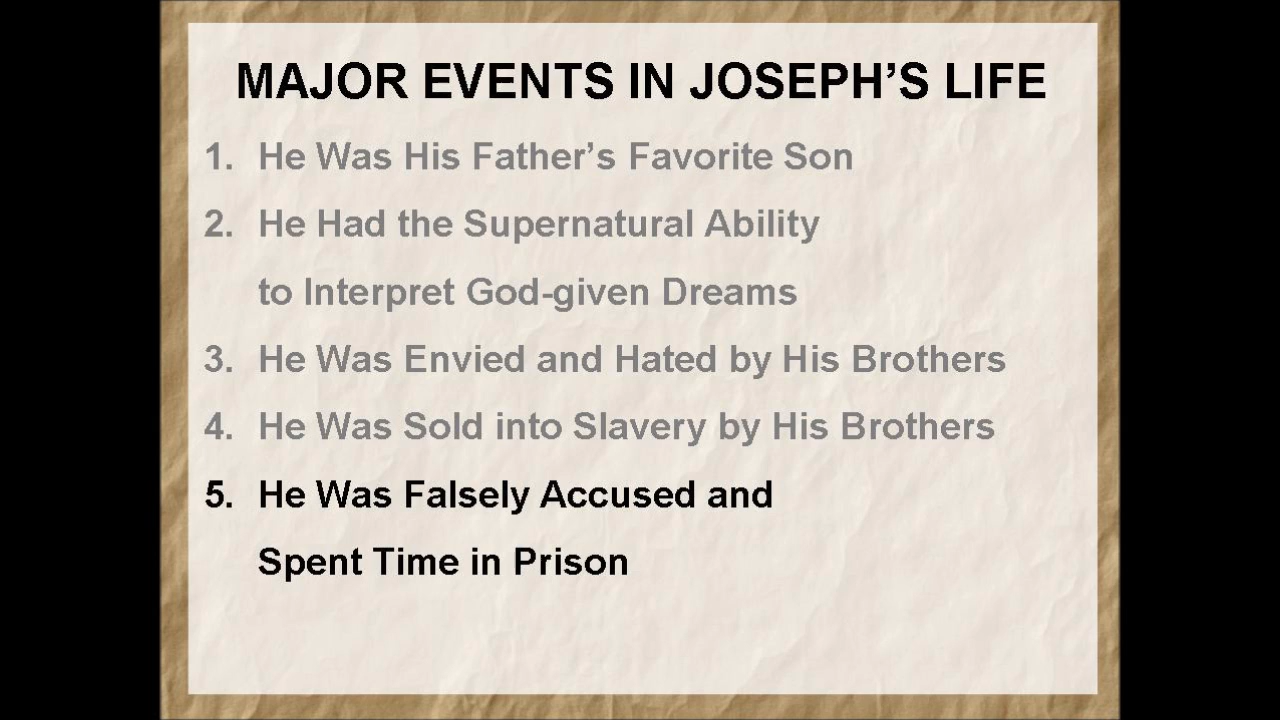 MAJOR EVENTS IN JOSEPH’S LIFE
1. He Was His Father’s Favorite Son
2. He Had the Supernatural Ability
to Interpret God-given Dreams
3. He Was Envied and Hated by His Brothers
4. He Was Sold into Slavery by His Brothers
5. He Was Falsely Accused and
Spent Time in Prison